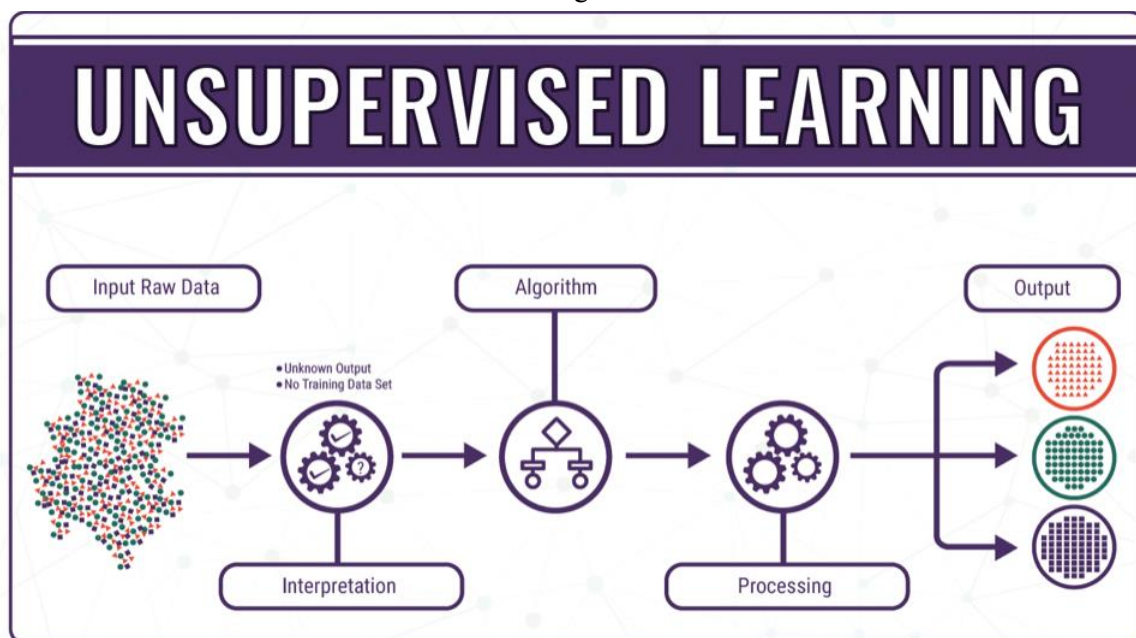 UNSUPERVISED LEARNING
Input Raw Data
Algorithm
Output
• Unknown Output
• No Training Data Set
?
Interpretation
Processing